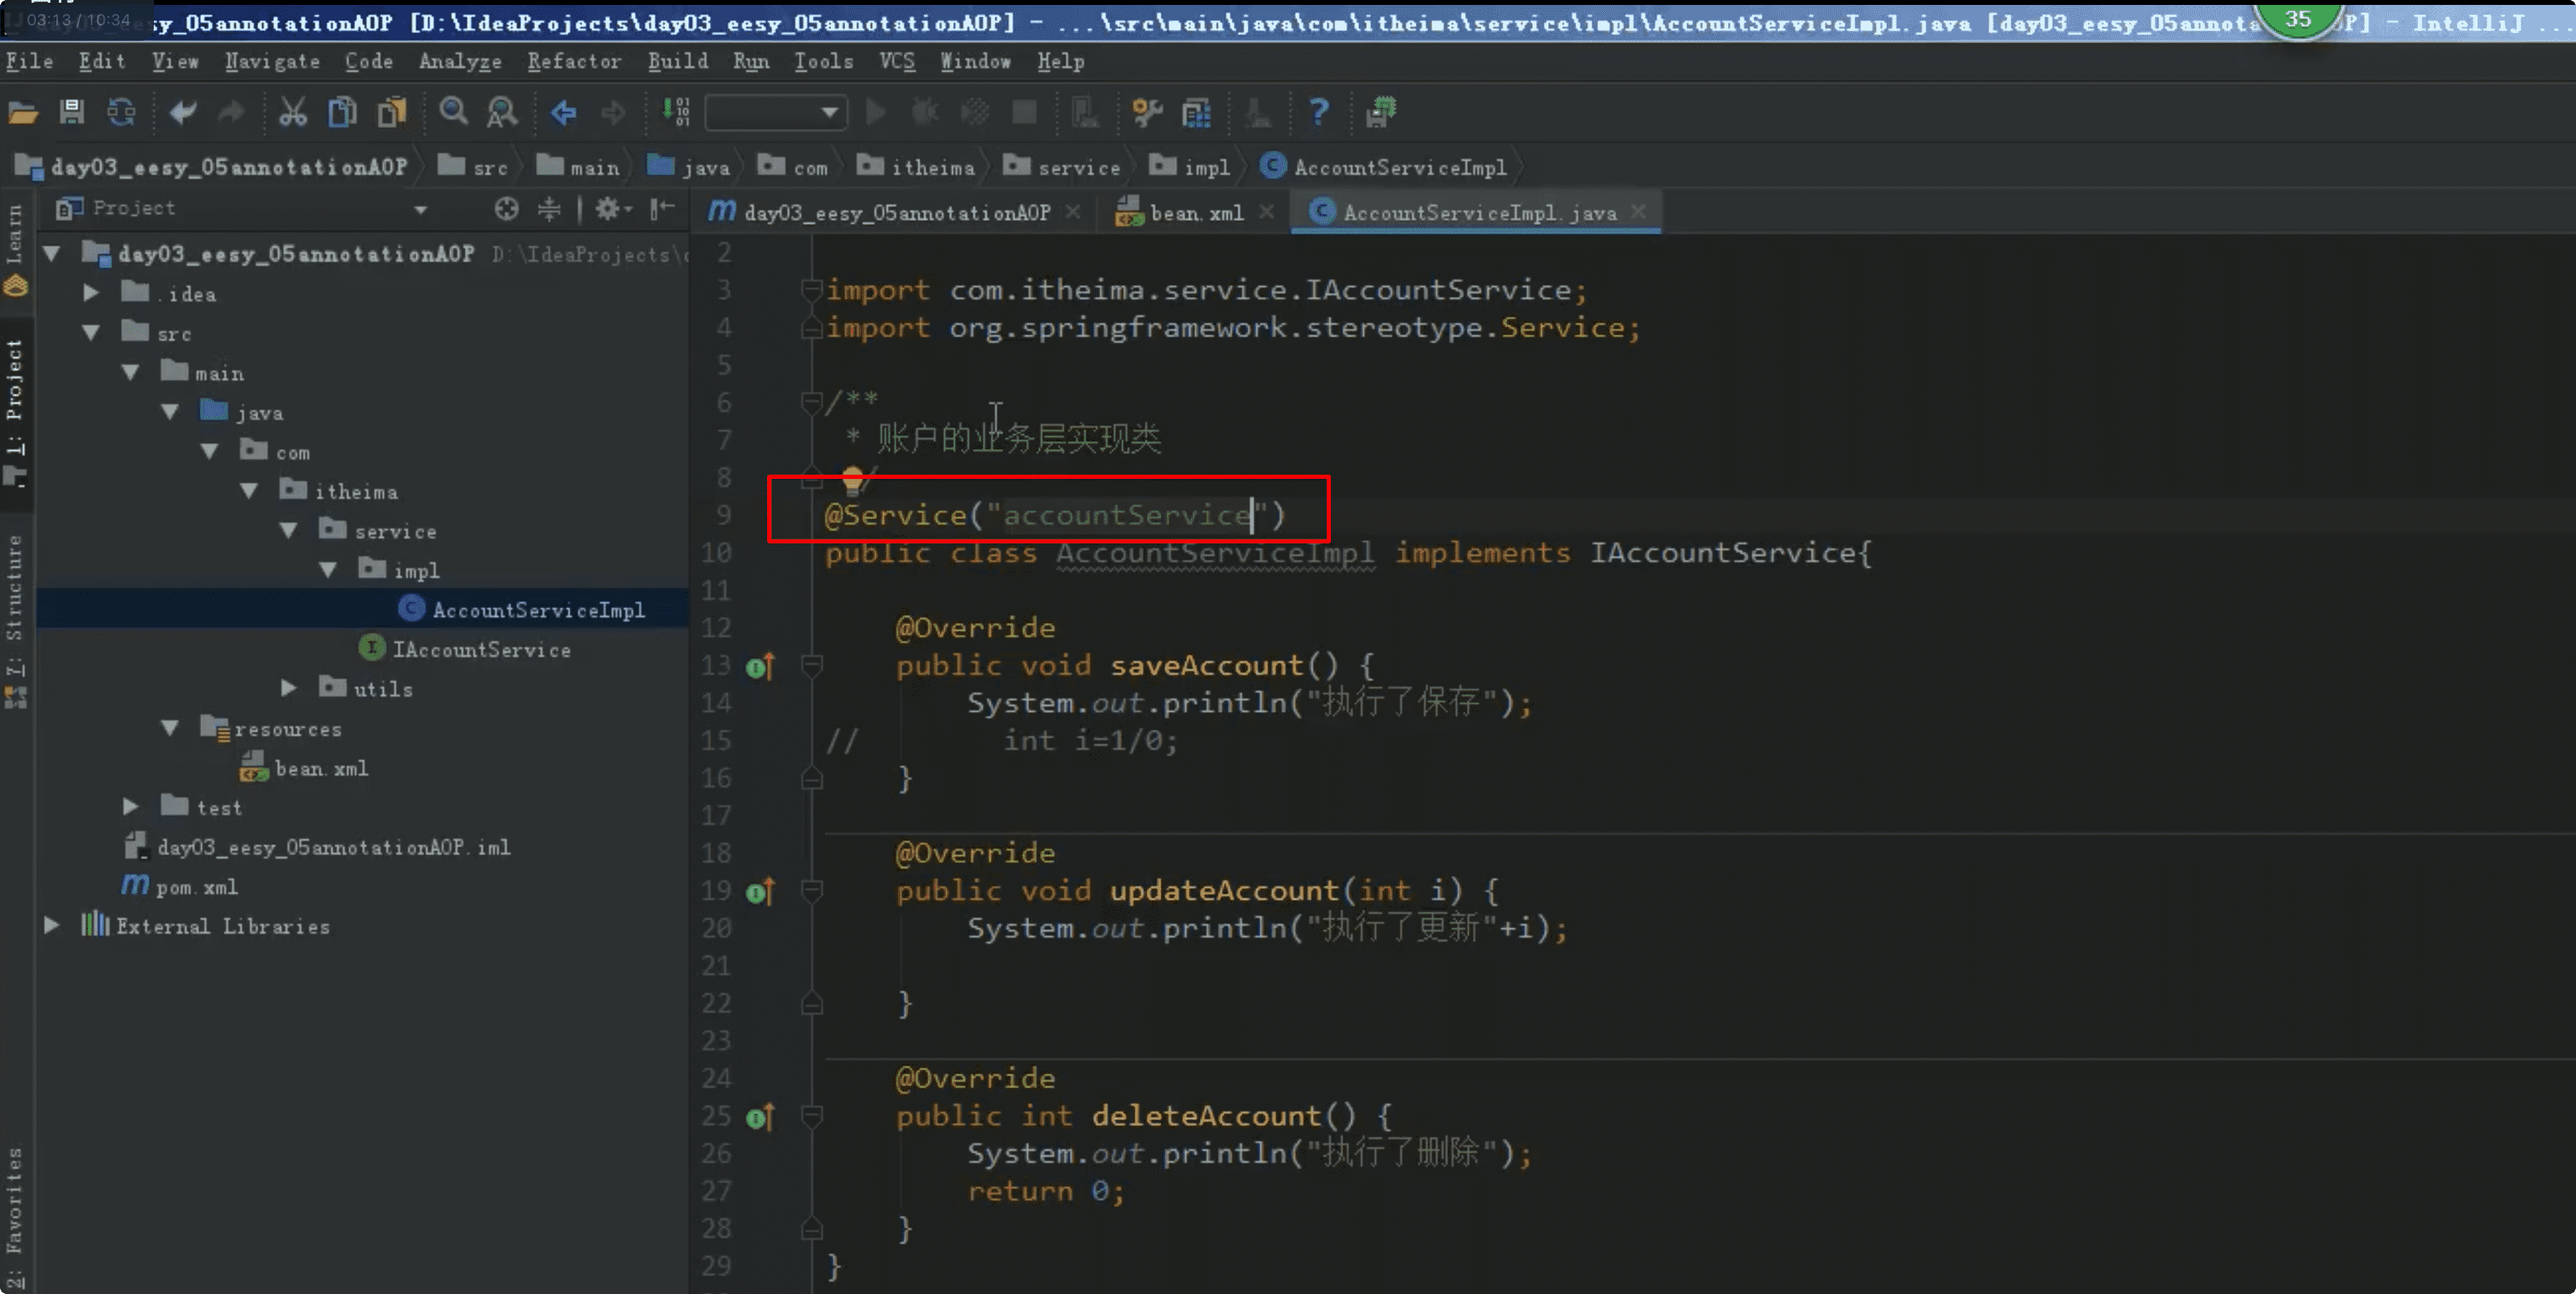 03:13 / 10:34
y_05annotationAOP [D:\IdeaProjects\day03_eesy_05annotationAOP] - ...\src\main\java\com\itheima\service\impl\AccountServiceImpl.java [day03_eesy_05annota P] - IntelliJ ...
35
File Edit View Navigate Code Analyze Refactor Build Run Tools VCS Window Help
day03_eesy_05annotationAOP src main java com itheima service impl AccountServiceImpl
Project
day03_eesy_05annotationAOP bean.xml AccountServiceImpl.java
Learn
1: Project
7: Structure
2: Favorites
day03_eesy_05annotationAOP D:\IdeaProjects\
.idea
src
main
java
com
itheima
service
impl
AccountServiceImpl
IAccountService
utils
resources
bean.xml
test
day03_eesy_05annotationAOP.iml
pom.xml
External Libraries
2
3 import com.itheima.service.IAccountService;
4 import org.springframework.stereotype.Service;
5
6 /**
7 * 账户的业务层实现类
8 /
9 @Service("accountService")
10 public class AccountServiceImpl implements IAccountService{
11
12 @Override
13 public void saveAccount() {
14 System.out.println("执行了保存");
15 // int i=1/0;
16 }
17
18 @Override
19 public void updateAccount(int i) {
20 System.out.println("执行了更新"+i);
21
22 }
23
24 @Override
25 public int deleteAccount() {
26 System.out.println("执行了删除");
27 return 0;
28 }
29 }